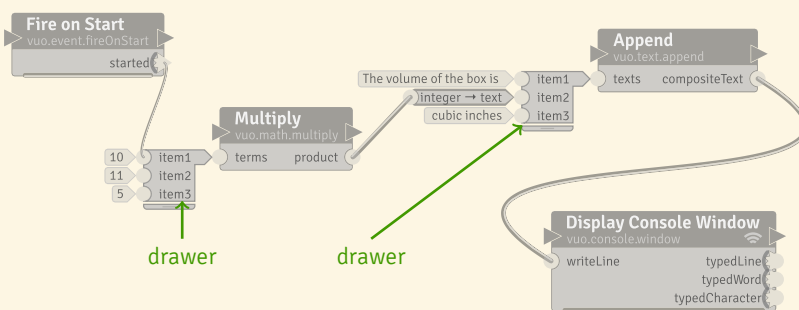 Fire on Start
vuo.event.fireOnStart
started
10 item1
11 item2
5 item3
drawer
Multiply
vuo.math.multiply
terms product
The volume of the box is item1
integer → text item2
cubic inches item3
drawer
Append
vuo.text.append
texts compositeText
Display Console Window
vuo.console.window
writeLine typedLine
typedWord
typedCharacter